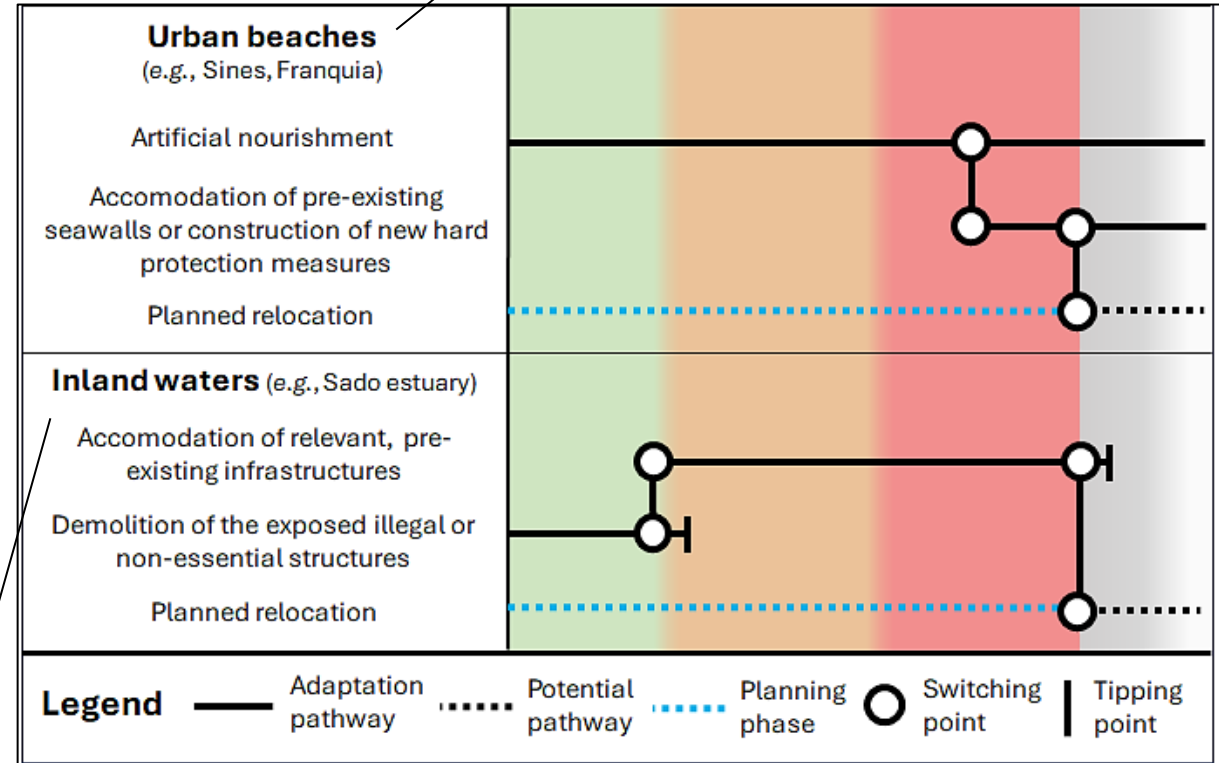 Urban beaches
(e.g., Sines, Franquia)
Artificial nourishment
Accomodation of pre-existing
seawalls or construction of new hard
protection measures
Planned relocation
Inland waters (e.g., Sado estuary)
Accomodation of relevant, pre-
existing infrastructures
Demolition of the exposed illegal or
non-essential structures
Planned relocation
Legend
Adaptation
pathway
Potential
pathway
Planning
phase
Switching
point
Tipping
point